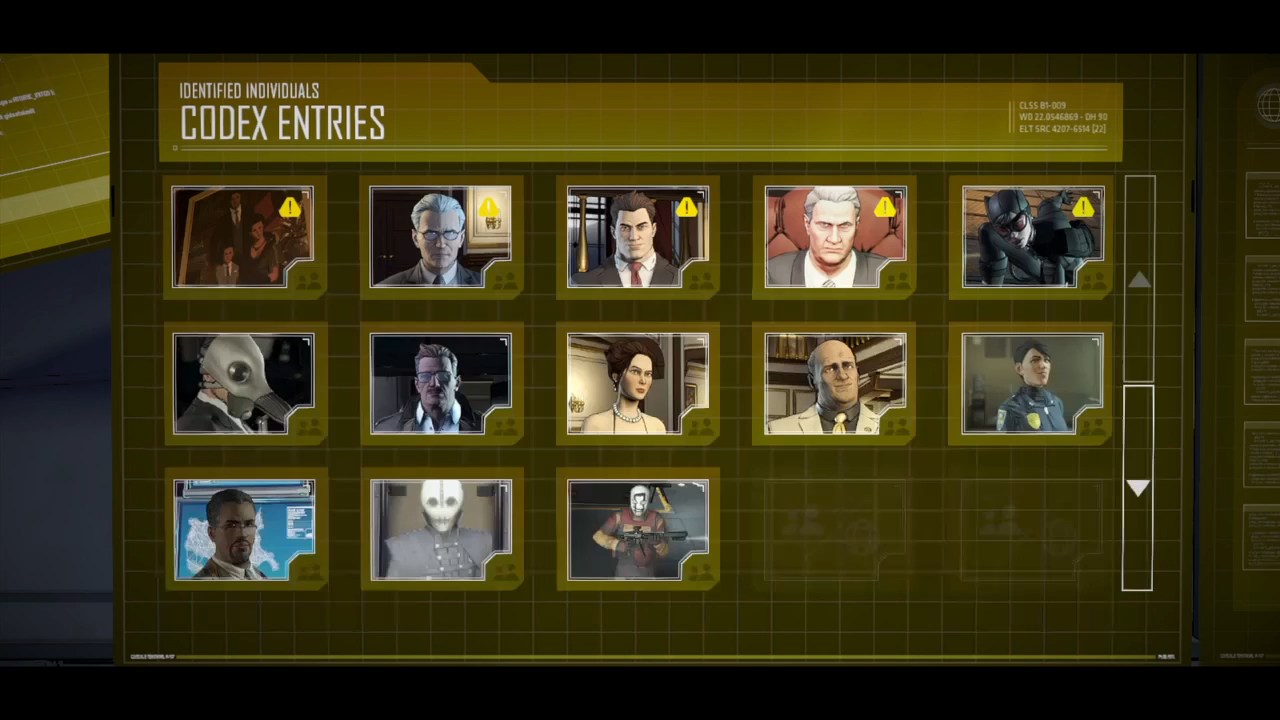 IDENTIFIED INDIVIDUALS
CODEX ENTRIES
CLSS B1-009
WD 22.0546869 - DH 90
ELT SRC 4207-6514 [22]